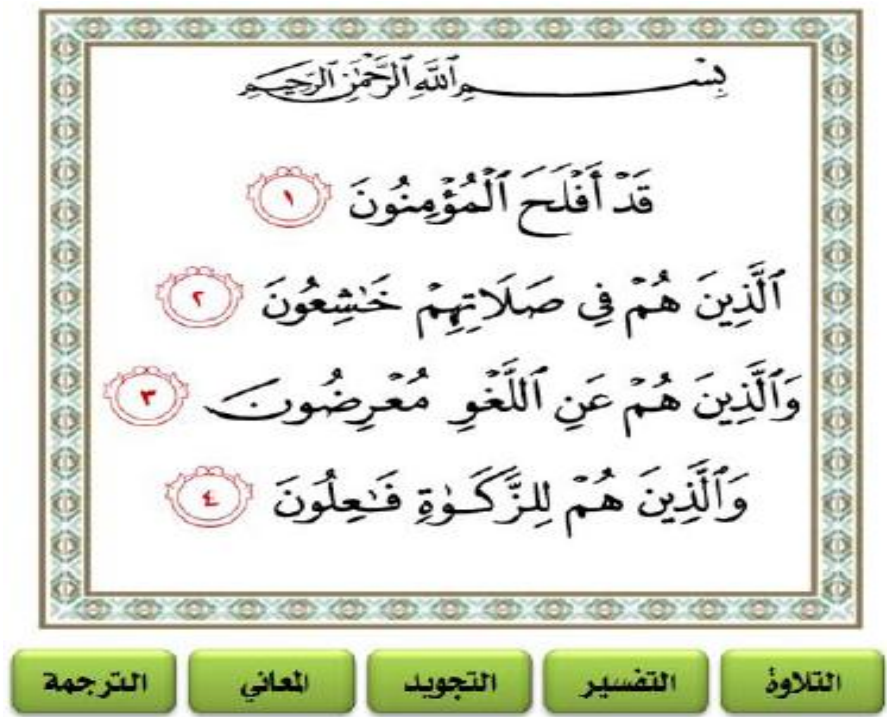 بِسْمِ ٱللَّهِ ٱلرَّحْمَٰنِ ٱلرَّحِيمِ
قَدْ أَفْلَحَ ٱلْمُؤْمِنُونَ ١
ٱلَّذِينَ هُمْ فِي صَلَاتِهِمْ خَٰشِعُونَ ٢
وَٱلَّذِينَ هُمْ عَنِ ٱللَّغْوِ مُعْرِضُونَ ٣
وَٱلَّذِينَ هُمْ لِلزَّكَوٰةِ فَٰعِلُونَ ٤
التلاوة التفسير التجويد المعاني الترجمة